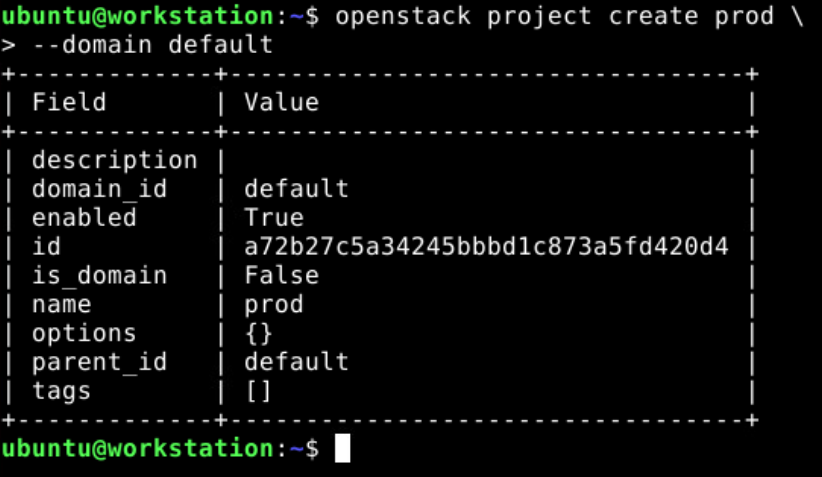 ubuntu@workstation:~$ openstack project create prod \
> --domain default
+-------------+----------------------------------+
| Field       | Value                            |
+-------------+----------------------------------+
| description |                                  |
| domain_id   | default                          |
| enabled     | True                             |
| id          | a72b27c5a34245bbbd1c873a5fd420d4 |
| is_domain   | False                            |
| name        | prod                             |
| options     | {}                               |
| parent_id   | default                          |
| tags        | []                               |
+-------------+----------------------------------+
ubuntu@workstation:~$